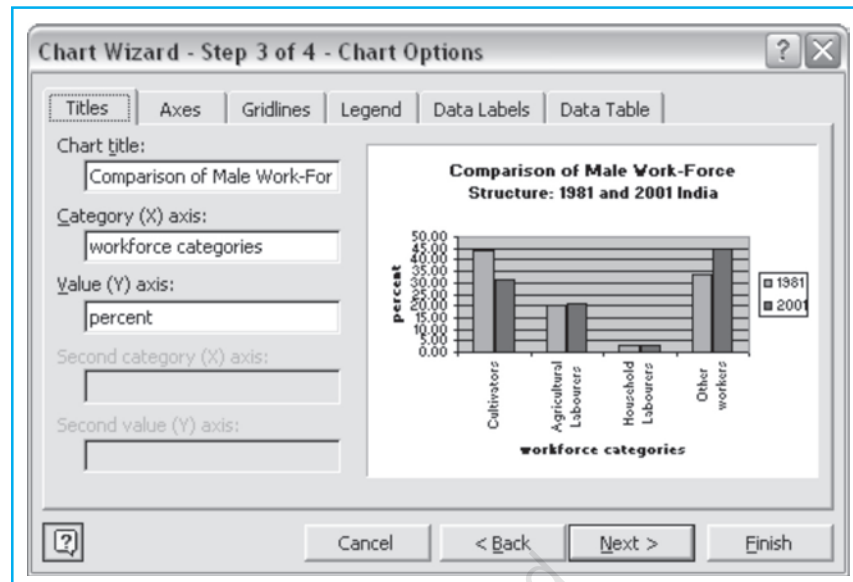 Chart Wizard - Step 3 of 4 - Chart Options
Titles
Axes
Gridlines
Legend
Data Labels
Data Table
Chart title:
Comparison of Male Work-For
Category (X) axis:
workforce categories
Value (Y) axis:
percent
Second category (X) axis:
Second value (Y) axis:
Comparison of Male Work-Force
Structure: 1981 and 2001 India
percent
50.00
45.00
40.00
35.00
30.00
25.00
20.00
15.00
10.00
5.00
0.00
Cultivators
Agricultural
Labourers
Household
Labourers
Other
workers
workforce categories
1981
2001
Cancel
< Back
Next >
Finish